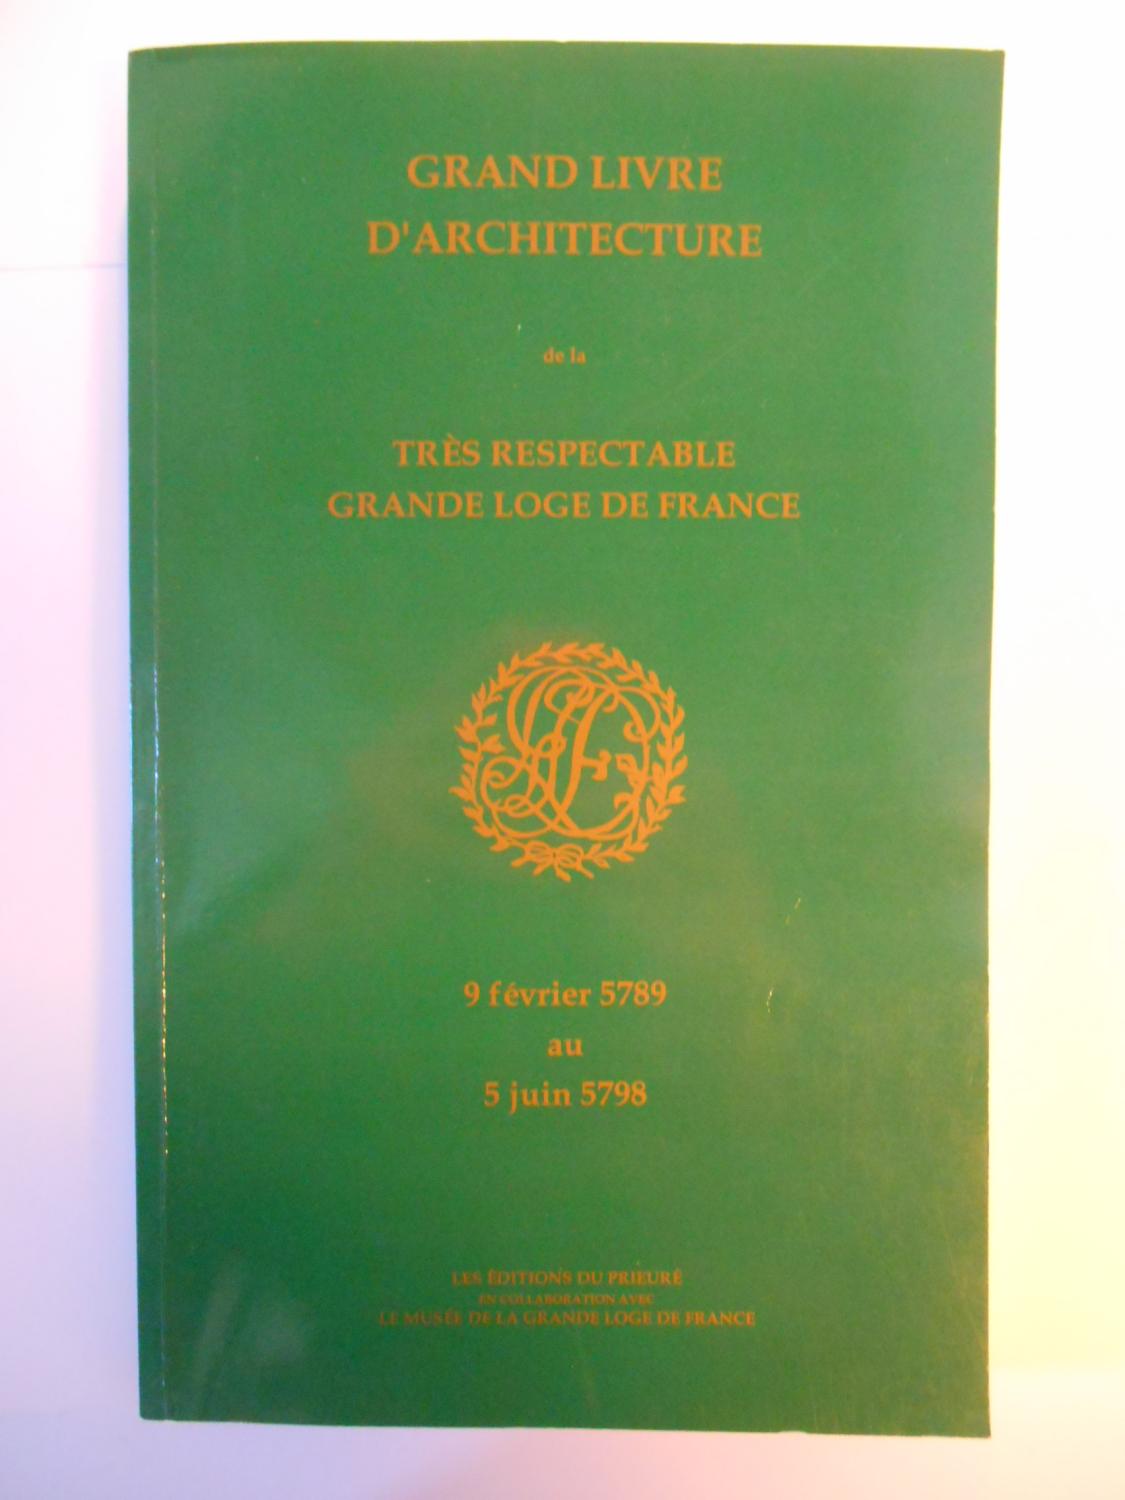 GRAND LIVRE
D'ARCHITECTURE
de la
TRÈS RESPECTABLE
GRANDE LOGE DE FRANCE
9 février 5789
au
5 juin 5798
LES ÉDITIONS DU PRIEURÉ
EN COLLABORATION AVEC
LE MUSÉE DE LA GRANDE LOGE DE FRANCE